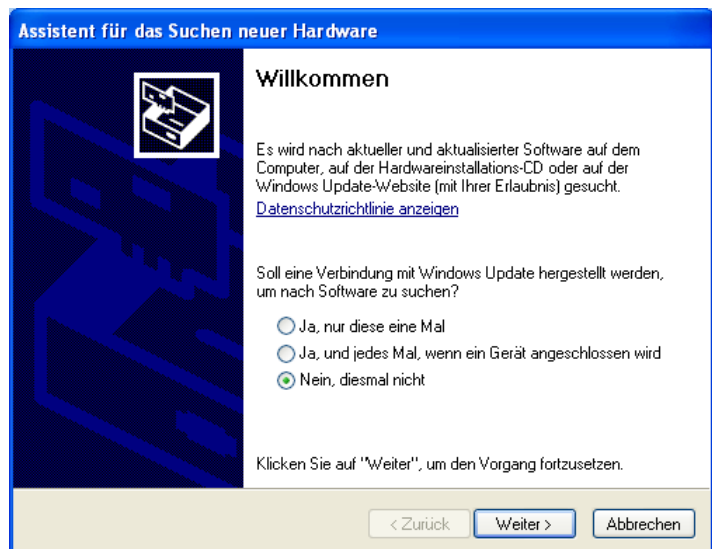 Assistent für das Suchen neuer Hardware
Willkommen
Es wird nach aktueller und aktualisierter Software auf dem
Computer, auf der Hardwareinstallations-CD oder auf der
Windows Update-Website (mit Ihrer Erlaubnis) gesucht.
Datenschutzrichtlinie anzeigen
Soll eine Verbindung mit Windows Update hergestellt werden,
um nach Software zu suchen?
Ja, nur diese eine Mal
Ja, und jedes Mal, wenn ein Gerät angeschlossen wird
Nein, diesmal nicht
Klicken Sie auf "Weiter", um den Vorgang fortzusetzen.
< Zurück Weiter > Abbrechen